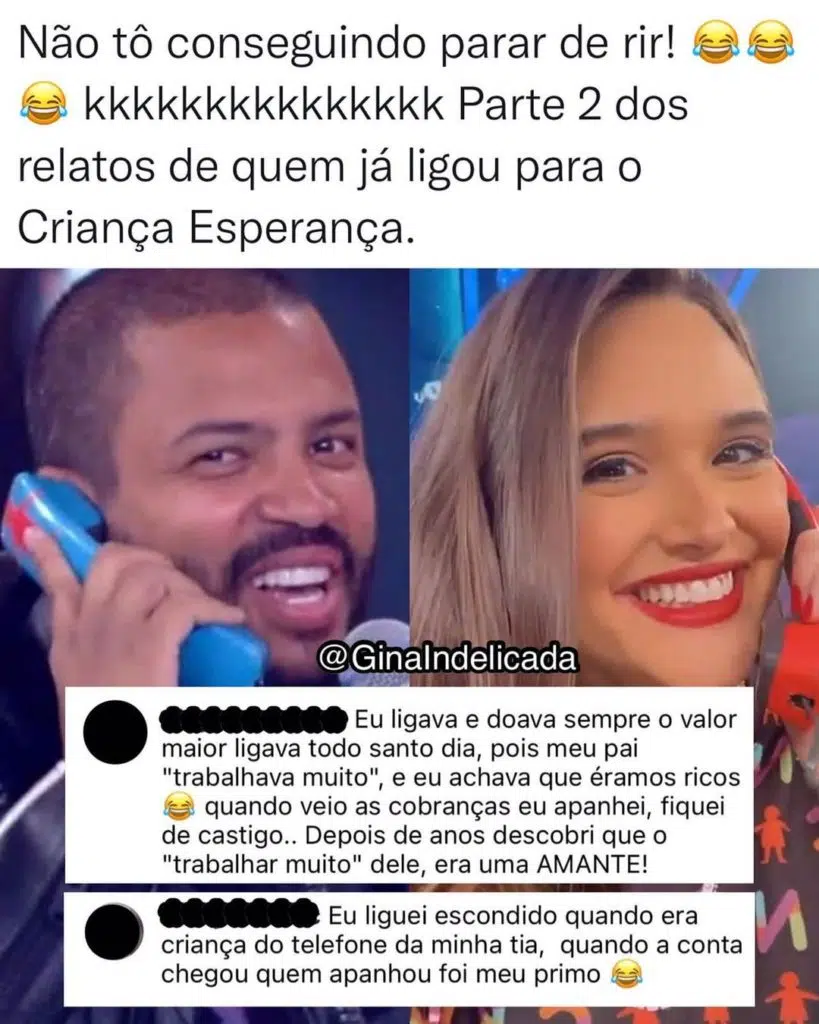 Não tô conseguindo parar de rir! 😂😂
😂 kkkkkkkkkkkkkkkk Parte 2 dos
relatos de quem já ligou para o
Criança Esperança.
@GinaIndelicada
Eu ligava e doava sempre o valor
maior ligava todo santo dia, pois meu pai
"trabalhava muito", e eu achava que éramos ricos
😂 quando veio as cobranças eu apanhei, fiquei
de castigo.. Depois de anos descobri que o
"trabalhar muito" dele, era uma AMANTE!
Eu liguei escondido quando era
criança do telefone da minha tia, quando a conta
chegou quem apanhou foi meu primo 😂